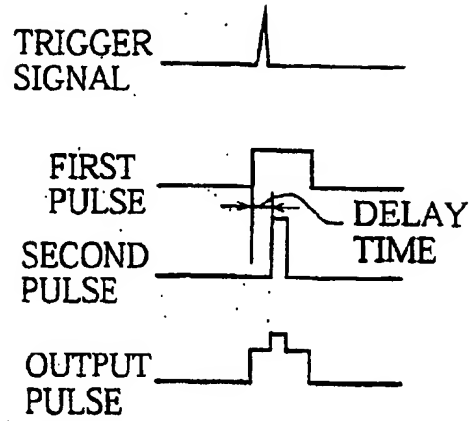 TRIGGER
SIGNAL
FIRST
PULSE
DELAY
TIME
SECOND
PULSE
OUTPUT
PULSE